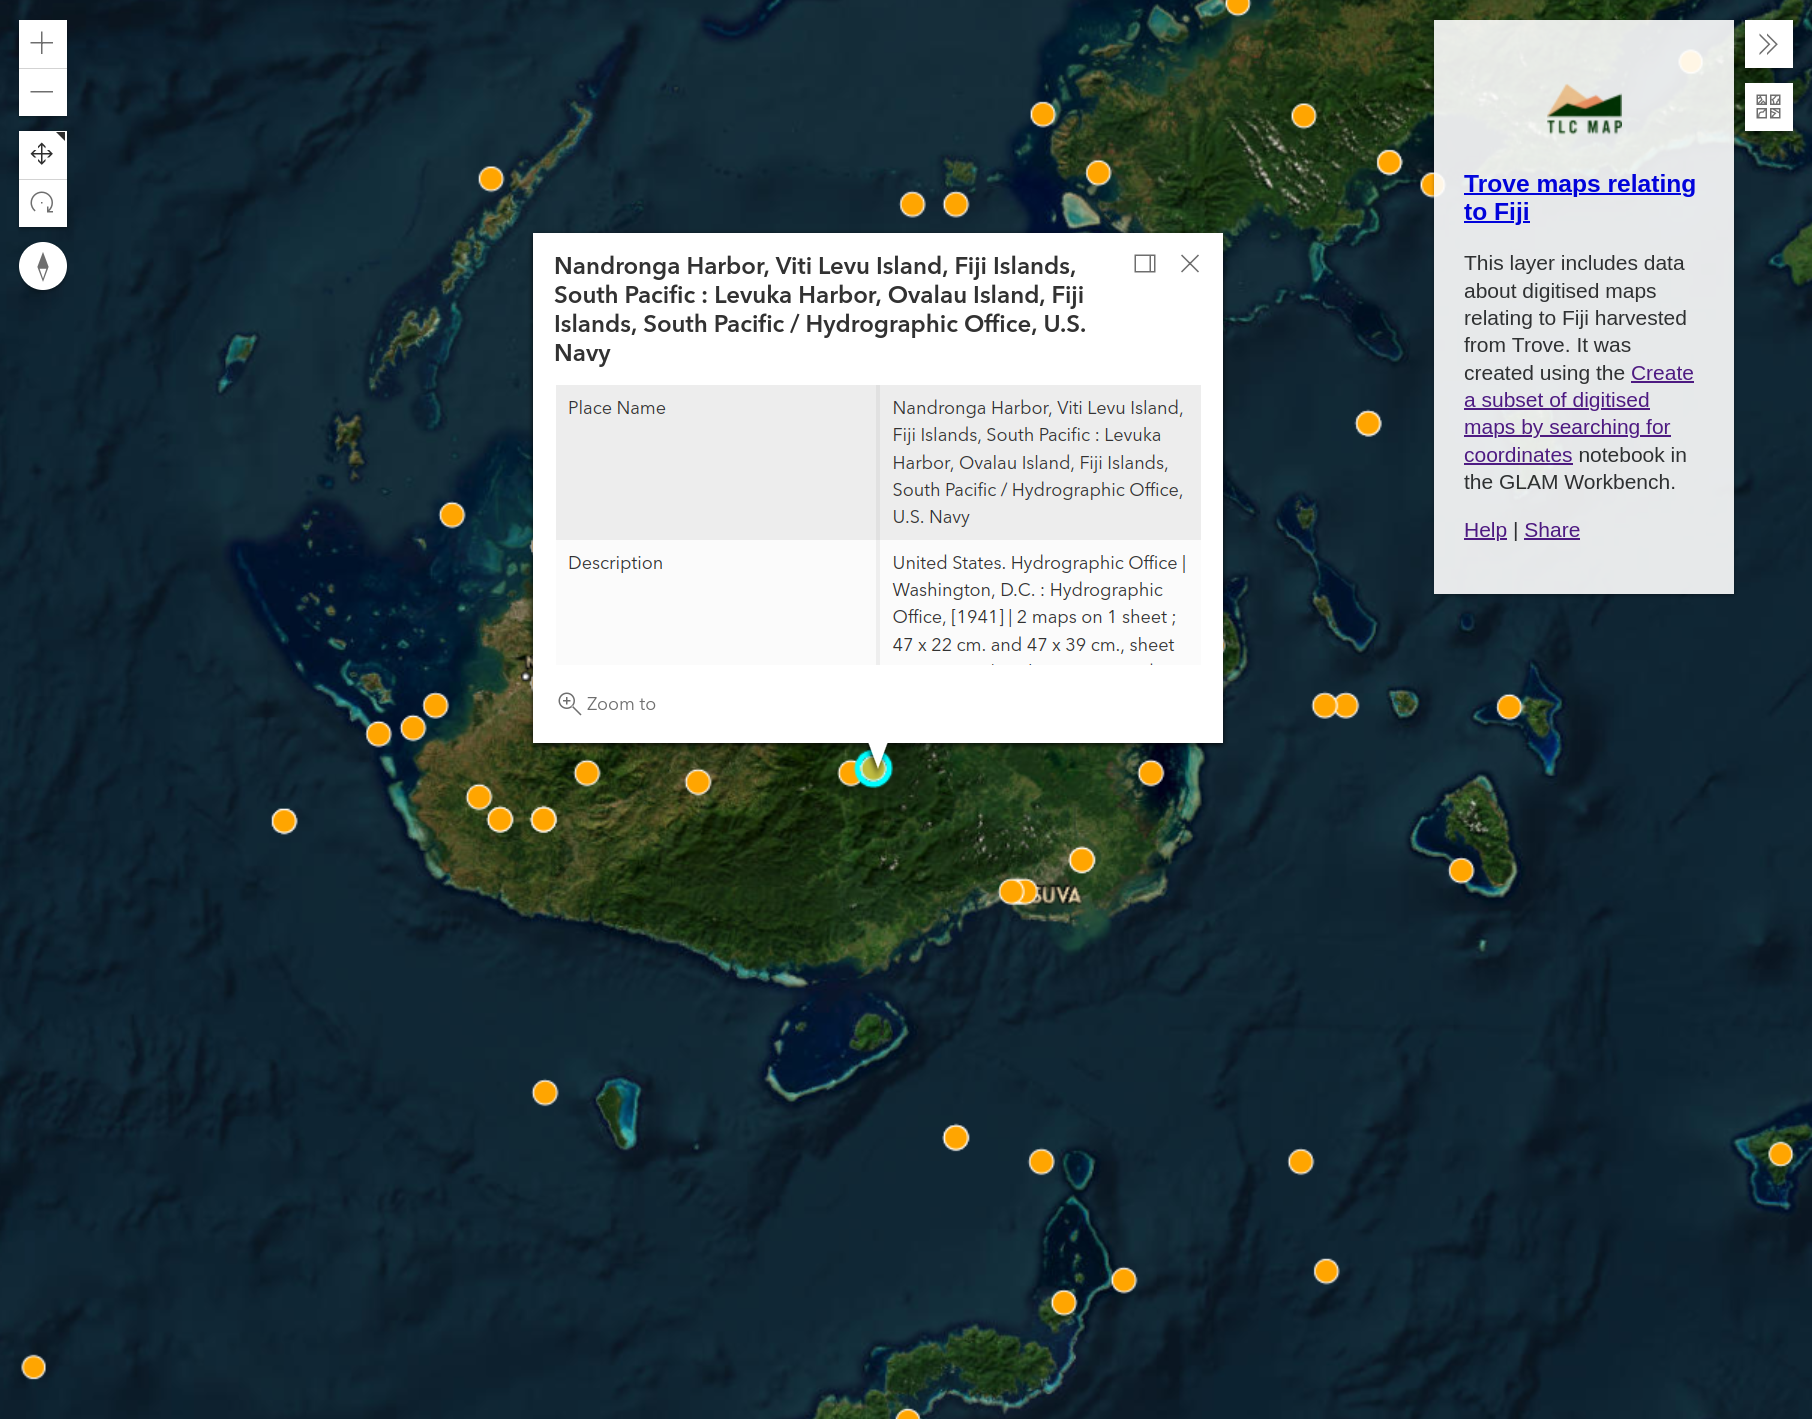 Nandronga Harbor, Viti Levu Island, Fiji Islands,
South Pacific : Levuka Harbor, Ovalau Island, Fiji
Islands, South Pacific / Hydrographic Office, U.S.
Navy
Place Name
Nandronga Harbor, Viti Levu Island,
Fiji Islands, South Pacific : Levuka
Harbor, Ovalau Island, Fiji Islands,
South Pacific / Hydrographic Office,
U.S. Navy
Description
United States. Hydrographic Office |
Washington, D.C. : Hydrographic
Office, [1941] | 2 maps on 1 sheet ;
47 x 22 cm. and 47 x 39 cm., sheet
Zoom to
SUVA
TLC MAP
Trove maps relating
to Fiji
This layer includes data
about digitised maps
relating to Fiji harvested
from Trove. It was
created using the Create
a subset of digitised
maps by searching for
coordinates notebook in
the GLAM Workbench.
Help | Share